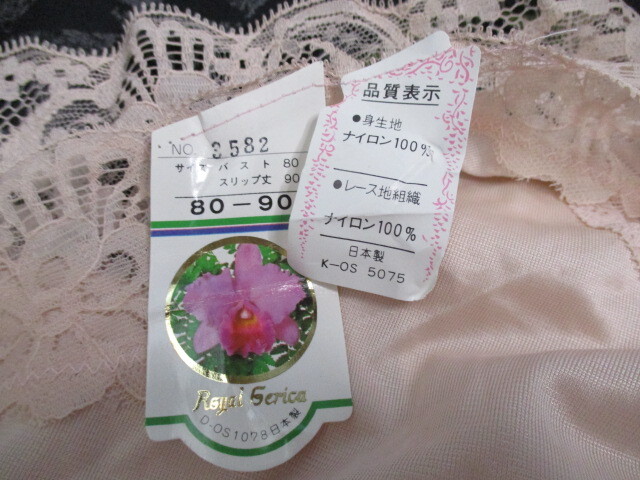 NO. 3582
サイズ バスト 80
スリップ丈 90
80-90
Royal Serica
D-OS1078日本製
品質表示
●身生地
ナイロン100%
●レース地組織
ナイロン100%
日本製
K-OS 5075